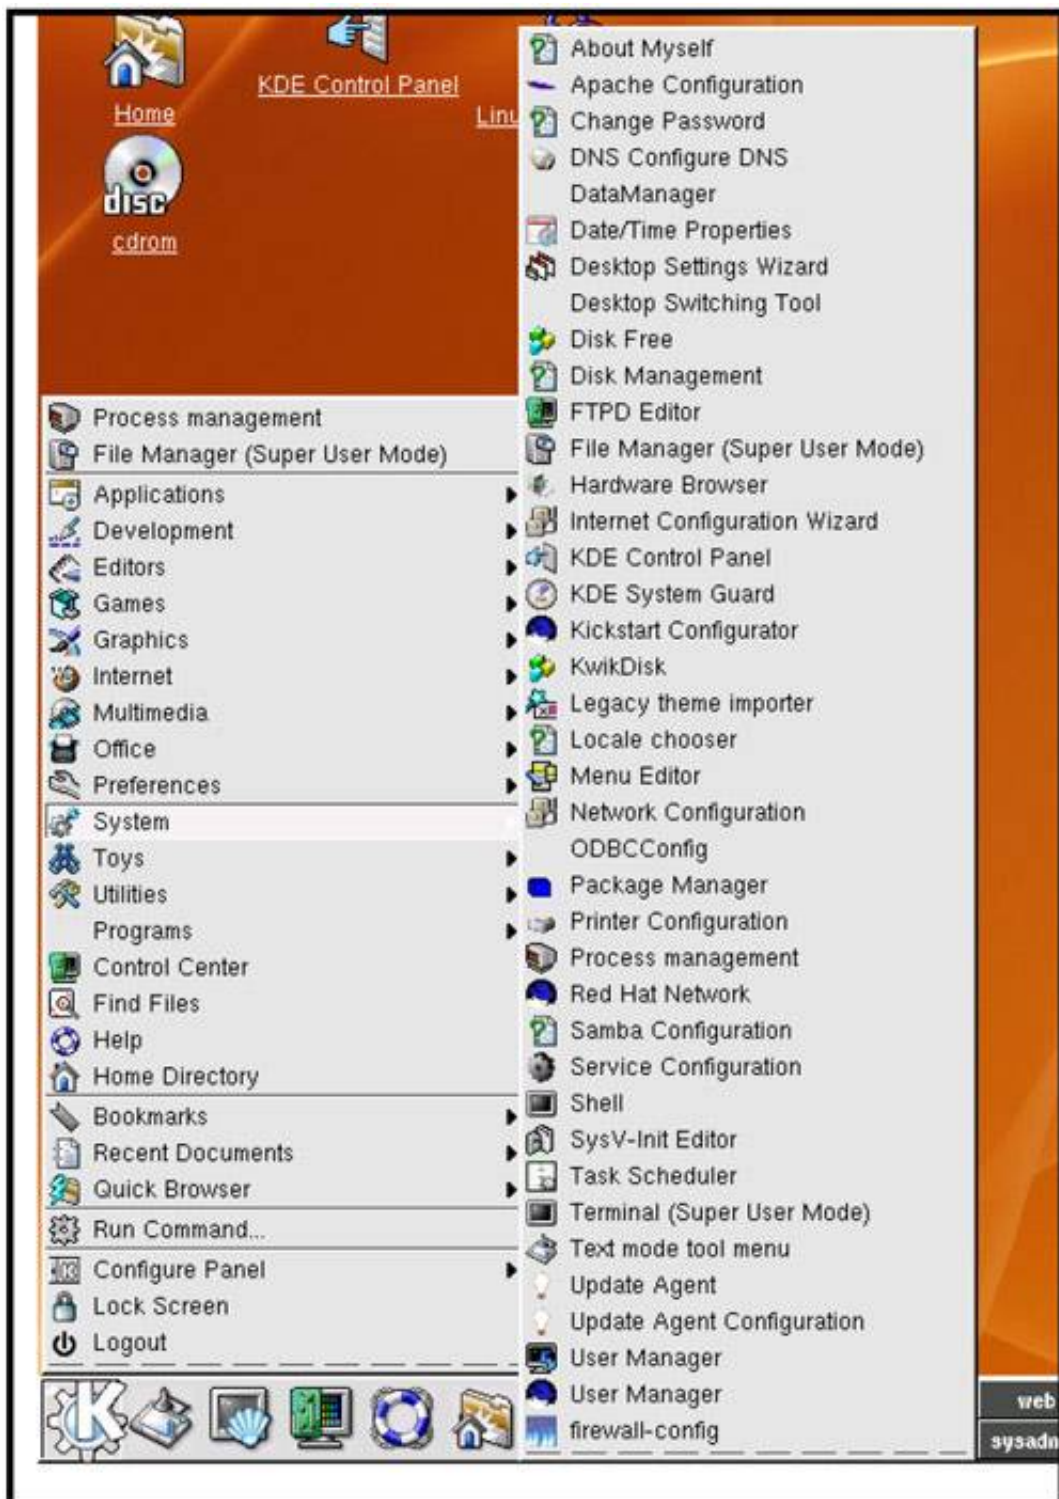 Home
KDE Control Panel
Linu
disc
cdrom
Process management
File Manager (Super User Mode)
Applications
Development
Editors
Games
Graphics
Internet
Multimedia
Office
Preferences
System
Toys
Utilities
Programs
Control Center
Find Files
Help
Home Directory
Bookmarks
Recent Documents
Quick Browser
Run Command...
Configure Panel
Lock Screen
Logout
About Myself
Apache Configuration
Change Password
DNS Configure DNS
DataManager
Date/Time Properties
Desktop Settings Wizard
Desktop Switching Tool
Disk Free
Disk Management
FTPD Editor
File Manager (Super User Mode)
Hardware Browser
Internet Configuration Wizard
KDE Control Panel
KDE System Guard
Kickstart Configurator
KwikDisk
Legacy theme importer
Locale chooser
Menu Editor
Network Configuration
ODBCConfig
Package Manager
Printer Configuration
Process management
Red Hat Network
Samba Configuration
Service Configuration
Shell
SysV-Init Editor
Task Scheduler
Terminal (Super User Mode)
Text mode tool menu
Update Agent
Update Agent Configuration
User Manager
User Manager
firewall-config
K
web
sysadn